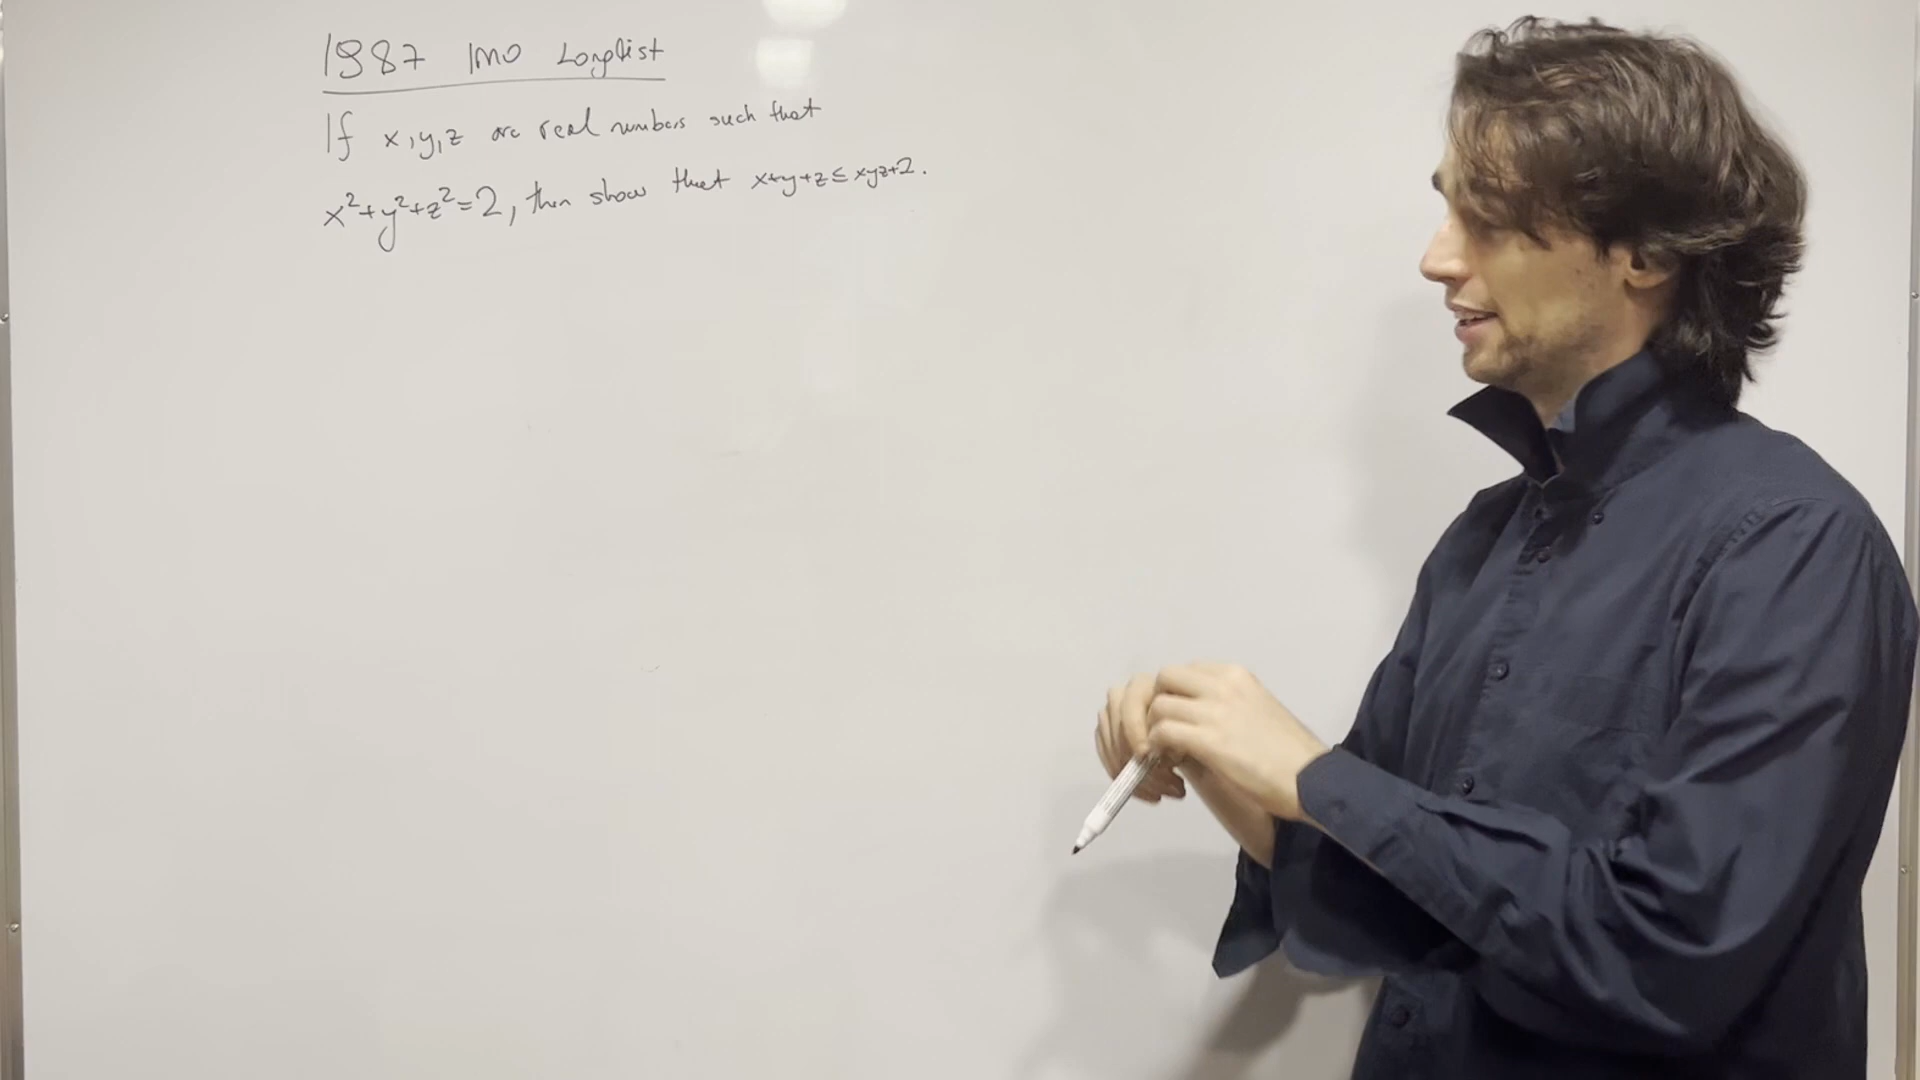 1987 IMO Longlist
If x,y,z are real numbers such that
x²+y²+z²=2, then show that x+y+z≤xyz+2.